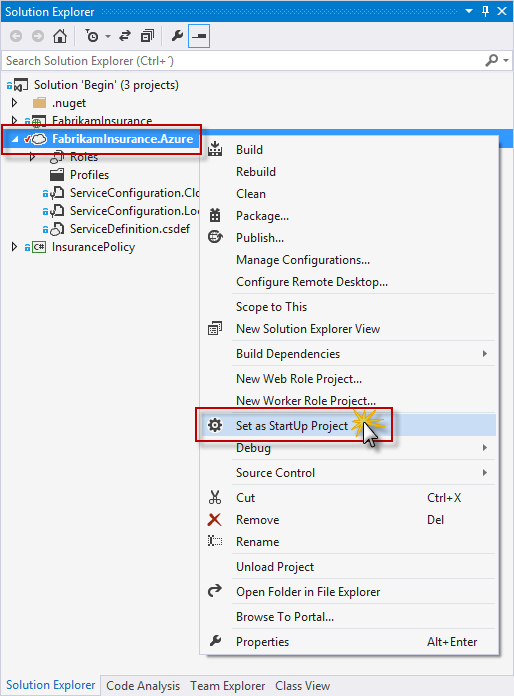 Solution Explorer
Search Solution Explorer (Ctrl+´)
Solution 'Begin' (3 projects)
.nuget
FabrikamInsurance
FabrikamInsurance.Azure
Roles
Profiles
ServiceConfiguration.Clo
ServiceConfiguration.Loc
ServiceDefinition.csdef
C# InsurancePolicy
Build
Rebuild
Clean
Package...
Publish...
Manage Configurations...
Configure Remote Desktop...
Scope to This
New Solution Explorer View
Build Dependencies
New Web Role Project...
New Worker Role Project...
Set as StartUp Project
Debug
Source Control
Cut Ctrl+X
Remove Del
Rename
Unload Project
Open Folder in File Explorer
Browse To Portal...
Properties Alt+Enter
Solution Explorer Code Analysis Team Explorer Class View